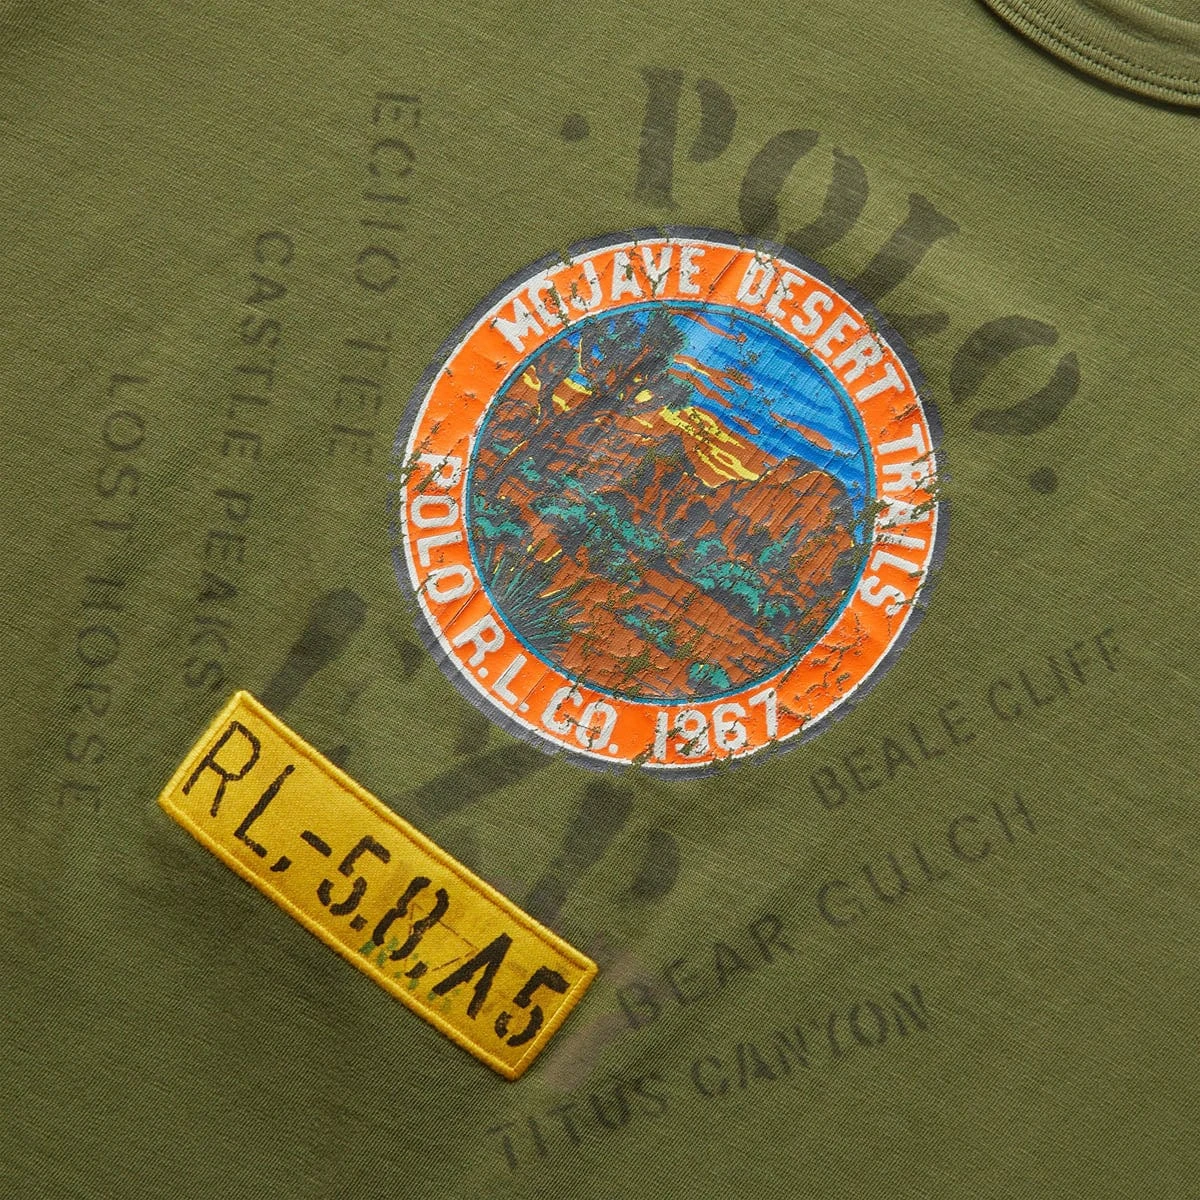 ·POLO·
MOJAVE DESERT TRAILS
POLO R.L. CO. 1967
ECHO TEE
CASTLE PEAKS
LOST HORSE
RL,-5.8,A5
BEALE CLIFF
BEAR GULCH
TITUS CANYON